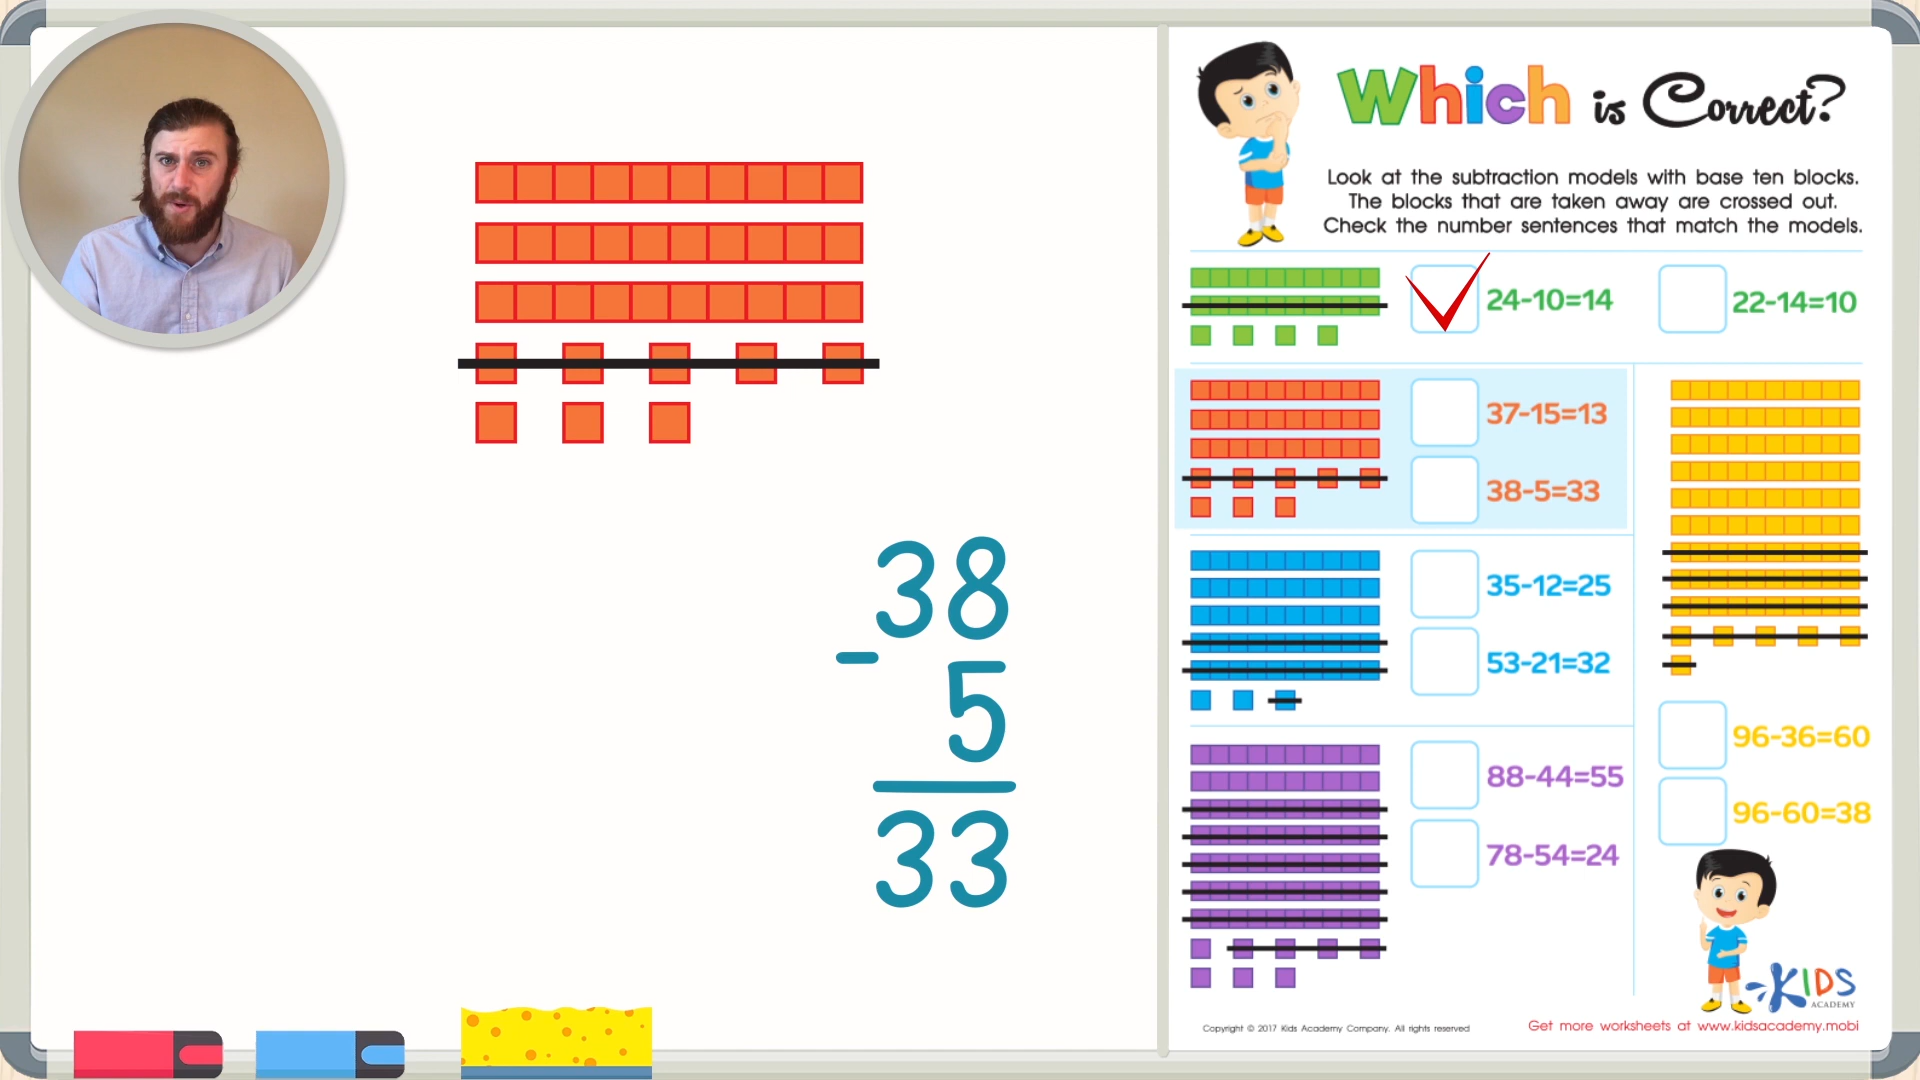 Which is Correct?
Look at the subtraction models with base ten blocks.
The blocks that are taken away are crossed out.
Check the number sentences that match the models.
24-10=14
22-14=10
37-15=13
38-5=33
35-12=25
53-21=32
88-44=55
78-54=24
96-36=60
96-60=38
38
- 5
33
KIDS
ACADEMY
Copyright © 2017 Kids Academy Company. All rights reserved
Get more worksheets at www.kidsacademy.mobi